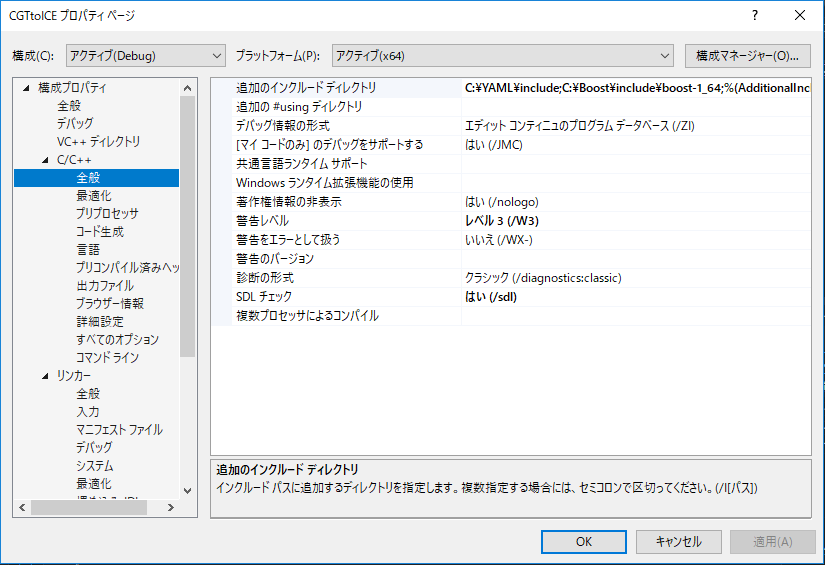 CGTtoICE プロパティ ページ
構成(C): アクティブ(Debug) プラットフォーム(P): アクティブ(x64) 構成マネージャー(O)...
構成プロパティ
全般
デバッグ
VC++ ディレクトリ
C/C++
全般
最適化
プリプロセッサ
コード生成
言語
プリコンパイル済みヘッ
出力ファイル
ブラウザー情報
詳細設定
すべてのオプション
コマンド ライン
リンカー
全般
入力
マニフェスト ファイル
デバッグ
システム
最適化
追加のインクルード ディレクトリ C:¥YAML¥include;C:¥Boost¥include¥boost-1_64;%(AdditionalIncl
追加の #using ディレクトリ
デバッグ情報の形式 エディット コンティニュのプログラム データベース (/ZI)
[マイ コードのみ] のデバッグをサポートする はい (/JMC)
共通言語ランタイム サポート
Windows ランタイム拡張機能の使用
著作権情報の非表示 はい (/nologo)
警告レベル レベル 3 (/W3)
警告をエラーとして扱う いいえ (/WX-)
警告のバージョン
診断の形式 クラシック (/diagnostics:classic)
SDL チェック はい (/sdl)
複数プロセッサによるコンパイル
追加のインクルード ディレクトリ
インクルード パスに追加するディレクトリを指定します。複数指定する場合には、セミコロンで区切ってください。(/I[パス])
OK キャンセル 適用(A)